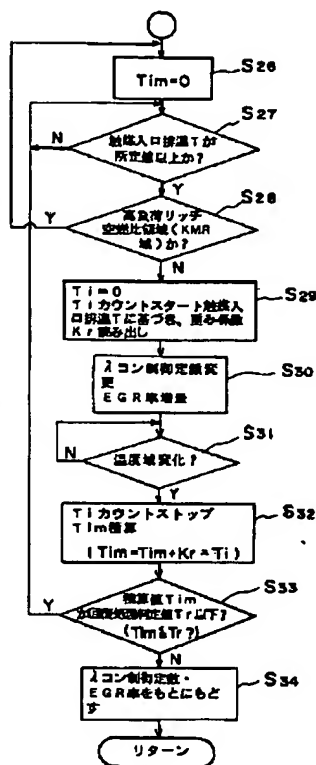 S26
Tim=0
S27
触媒入口排温Tが
所定値以上か?
N
Y
S28
高負荷リッチ
空燃比領域(KMR
域)か?
Y
N
S29
Ti=0
Tiカウントスタート触媒入
口排温Tに基づき、重み係数
Kr読み出し
S30
λコン制御定数変
更
EGR率増量
S31
温度域変化?
N
Y
S32
Tiカウントストップ
Tim積算
(Tim=Tim+Kr=Ti)
S33
積算値Tim
Tr以下?
(Tim≦Tr?)
Y
N
S34
λコン制御定数・
EGR率をもとにもど
す
リターン